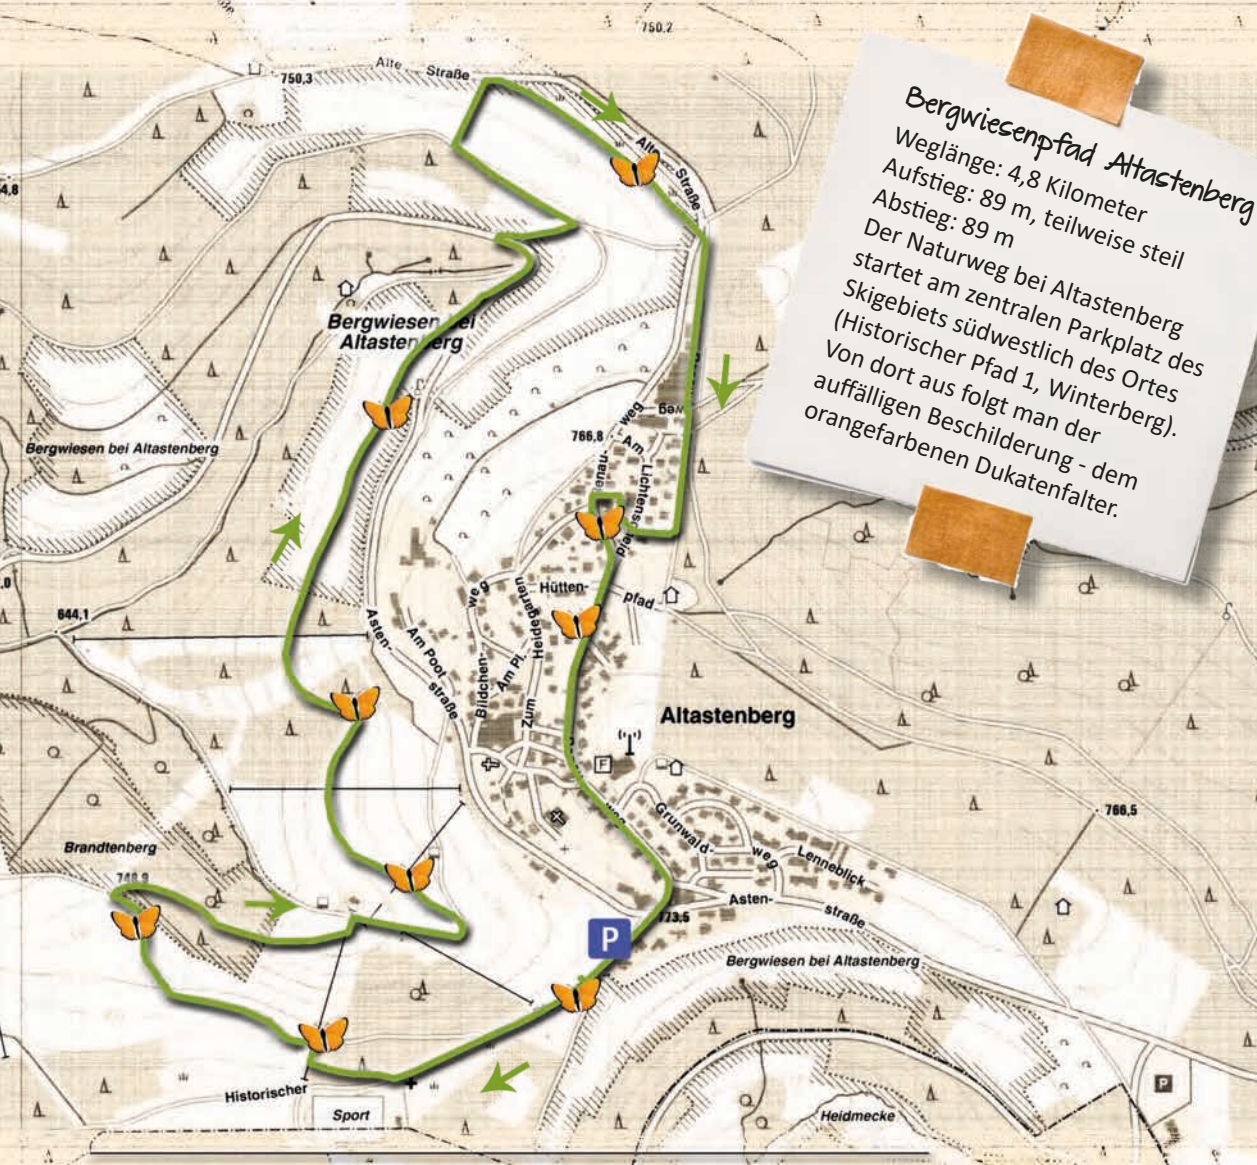 750,2
Alte Straße
750,3
Alte
Straße
Bergwiesenpfad Altastenberg
Weglänge: 4,8 Kilometer
Aufstieg: 89 m, teilweise steil
Abstieg: 89 m
Der Naturweg bei Altastenberg
startet am zentralen Parkplatz des
Skigebiets südwestlich des Ortes
(Historischer Pfad 1, Winterberg).
Von dort aus folgt man der
auffälligen Beschilderung - dem
orangefarbenen Dukatenfalter.
Bergwiesen bei
Altastenberg
Bergwiesen bei Altastenberg
weg
weg
766,8
Am
Lichtenscheid
644,1
Hütten-
pfad
weg
Heidegarten
Asten-
straße
Am Poot
Bildchen-
Am Pl.
Zum
Altastenberg
F
766,5
Brandtenberg
748,9
weg
Grunwald-
weg
Lenneblick
Asten-
straße
773,5
P
Bergwiesen bei Altastenberg
Historischer
Sport
P
Heidmecke